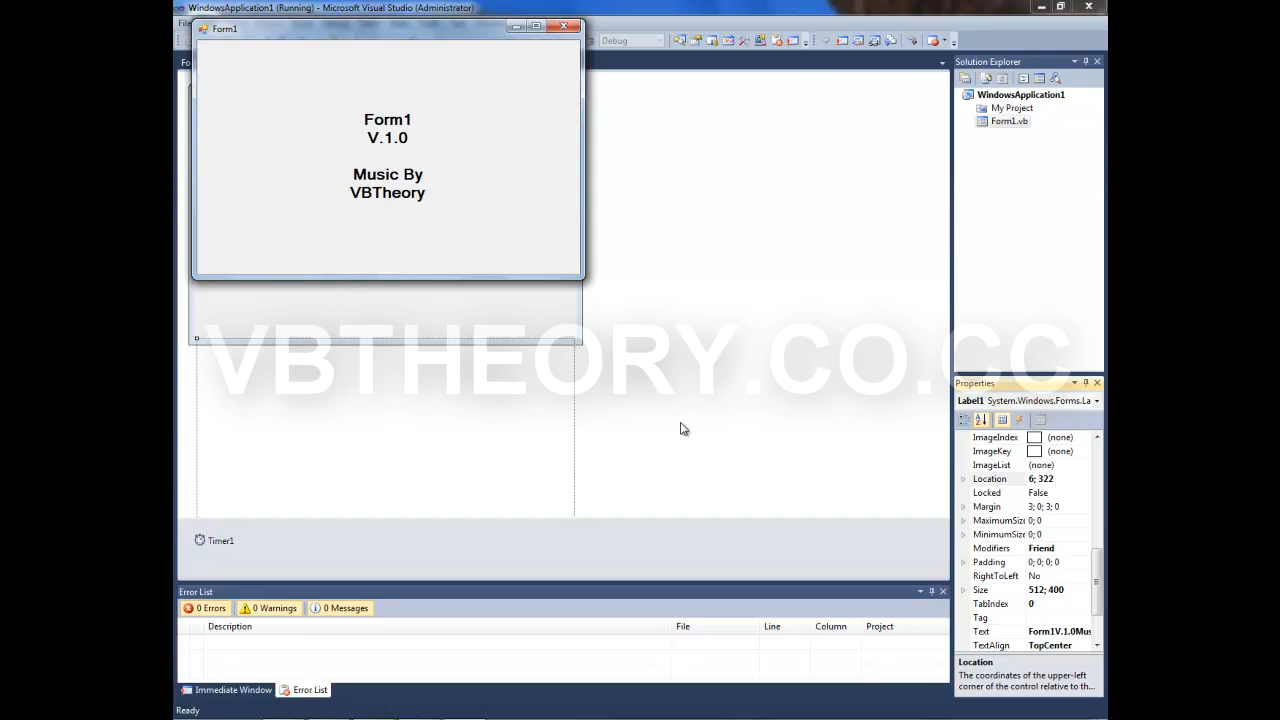 WindowsApplication1 (Running) - Microsoft Visual Studio (Administrator)
Form1
Debug
Form1
V.1.0
Music By
VBTheory
VBTHEORY.CO.CC
Timer1
Error List
0 Errors
0 Warnings
0 Messages
Description
File
Line
Column
Project
Immediate Window
Error List
Ready
Solution Explorer
WindowsApplication1
My Project
Form1.vb
Properties
Label1 System.Windows.Forms.La
ImageIndex (none)
ImageKey (none)
ImageList (none)
Location 6; 322
Locked False
Margin 3; 0; 3; 0
MaximumSize 0; 0
MinimumSize 0; 0
Modifiers Friend
Padding 0; 0; 0; 0
RightToLeft No
Size 512; 400
TabIndex 0
Tag
Text Form1V.1.0Mus
TextAlign TopCenter
Location
The coordinates of the upper-left
corner of the control relative to th...